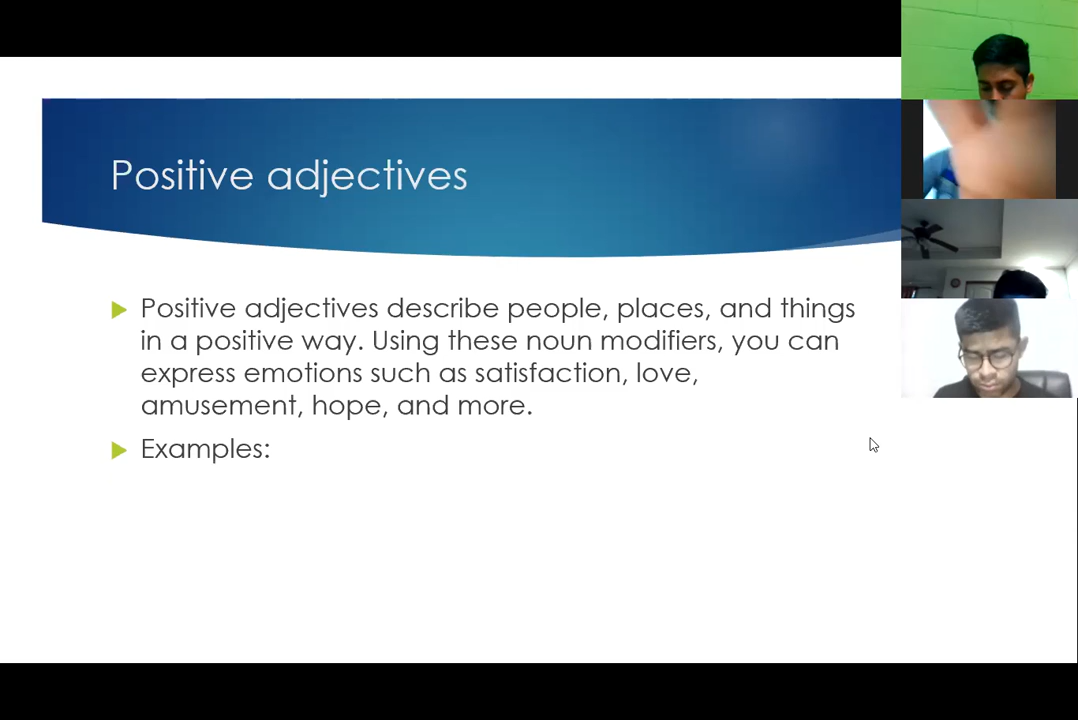 Positive adjectives
Positive adjectives describe people, places, and things
in a positive way. Using these noun modifiers, you can
express emotions such as satisfaction, love,
amusement, hope, and more.
Examples: